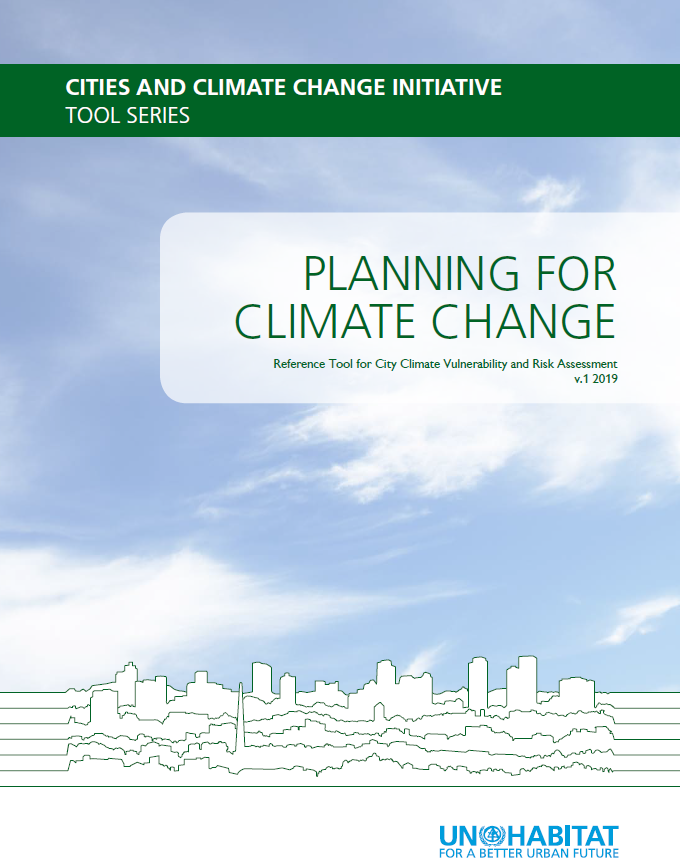 CITIES AND CLIMATE CHANGE INITIATIVE
TOOL SERIES
PLANNING FOR
CLIMATE CHANGE
Reference Tool for City Climate Vulnerability and Risk Assessment
v.1 2019
UN HABITAT
FOR A BETTER URBAN FUTURE